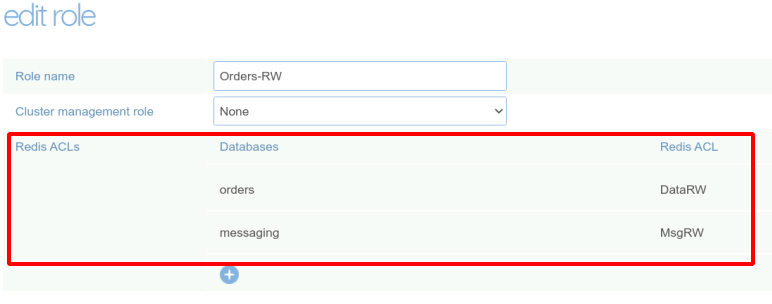 edit role
Role name Orders-RW
Cluster management role None
Redis ACLs Databases Redis ACL
orders DataRW
messaging MsgRW